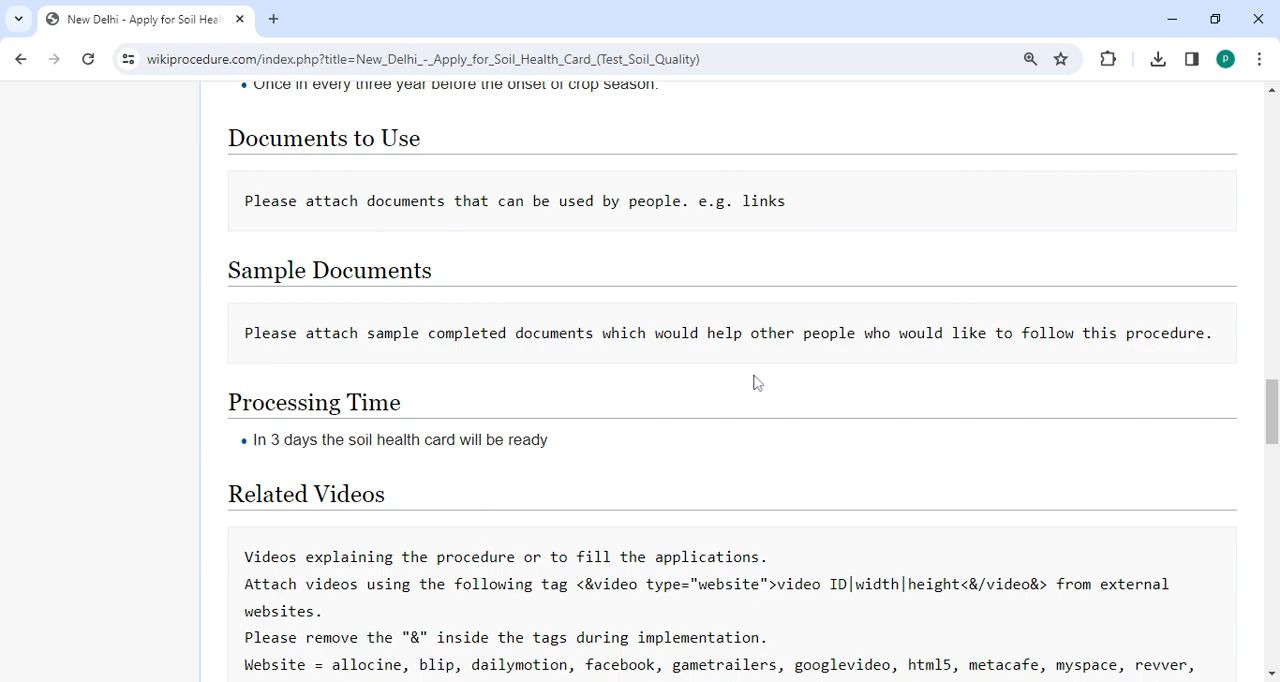 New Delhi - Apply for Soil Heal
wikiprocedure.com/index.php?title=New_Delhi_-_Apply_for_Soil_Health_Card_(Test_Soil_Quality)
P
Once in every three year before the onset of crop season.
Documents to Use
Please attach documents that can be used by people. e.g. links
Sample Documents
Please attach sample completed documents which would help other people who would like to follow this procedure.
Processing Time
In 3 days the soil health card will be ready
Related Videos
Videos explaining the procedure or to fill the applications.
Attach videos using the following tag <&video type="website">video ID|width|height<&/video&> from external
websites.
Please remove the "&" inside the tags during implementation.
Website = allocine, blip, dailymotion, facebook, gametrailers, googlevideo, html5, metacafe, myspace, revver,